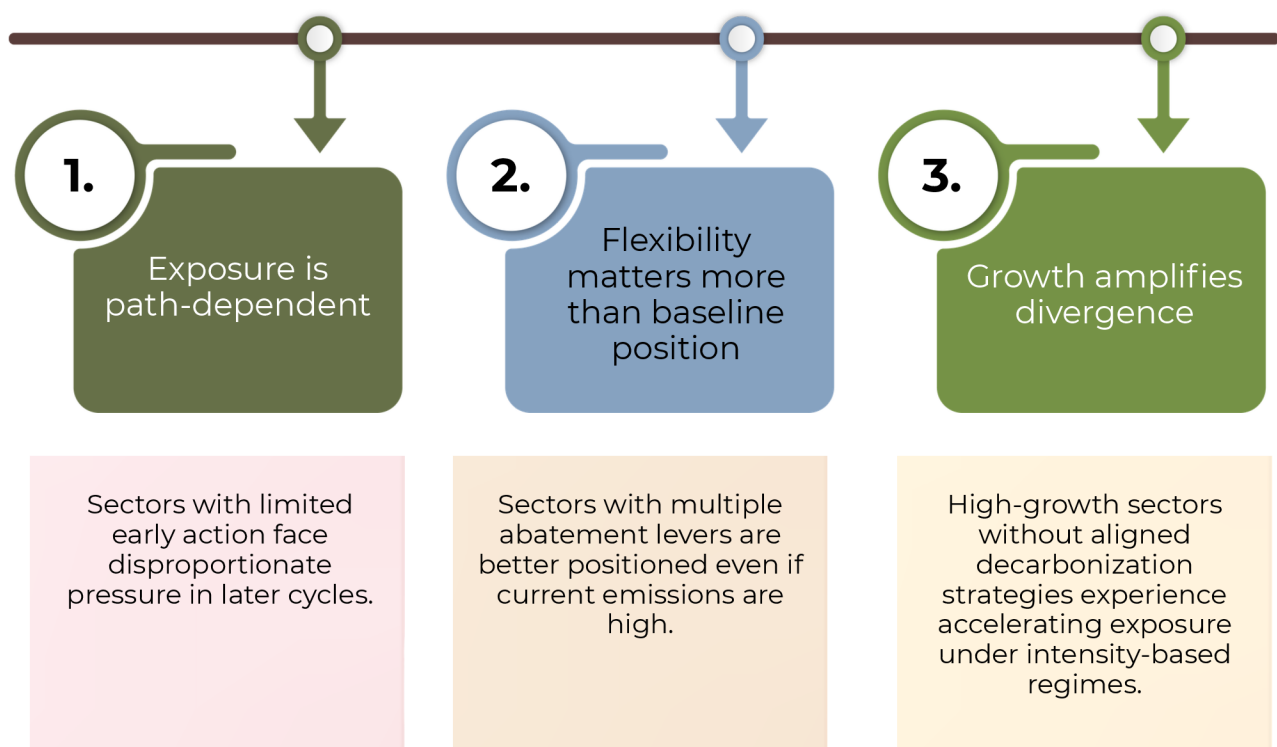 1.
Exposure is
path-dependent
Sectors with limited
early action face
disproportionate
pressure in later cycles.
2.
Flexibility
matters more
than baseline
position
Sectors with multiple
abatement levers are
better positioned even if
current emissions are
high.
3.
Growth amplifies
divergence
High-growth sectors
without aligned
decarbonization
strategies experience
accelerating exposure
under intensity-based
regimes.